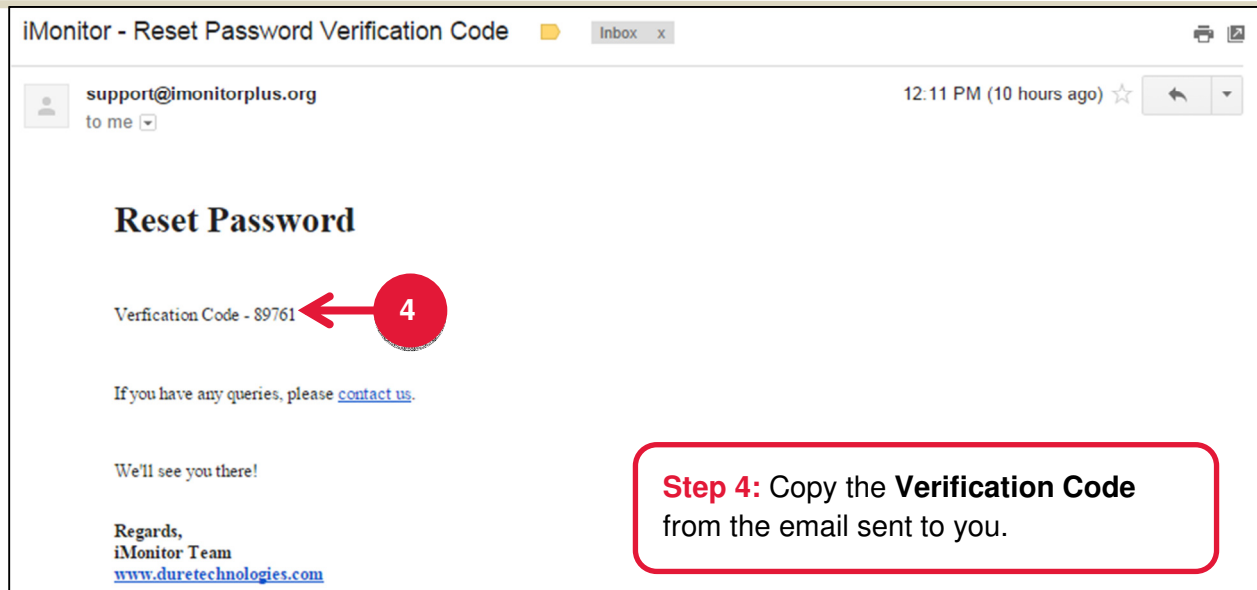 iMonitor - Reset Password Verification Code
Inbox x
support@imonitorplus.org
12:11 PM (10 hours ago)
to me
Reset Password
Verfication Code - 89761
4
If you have any queries, please contact us.
We'll see you there!
Step 4: Copy the Verification Code
from the email sent to you.
Regards,
iMonitor Team
www.duretechnologies.com